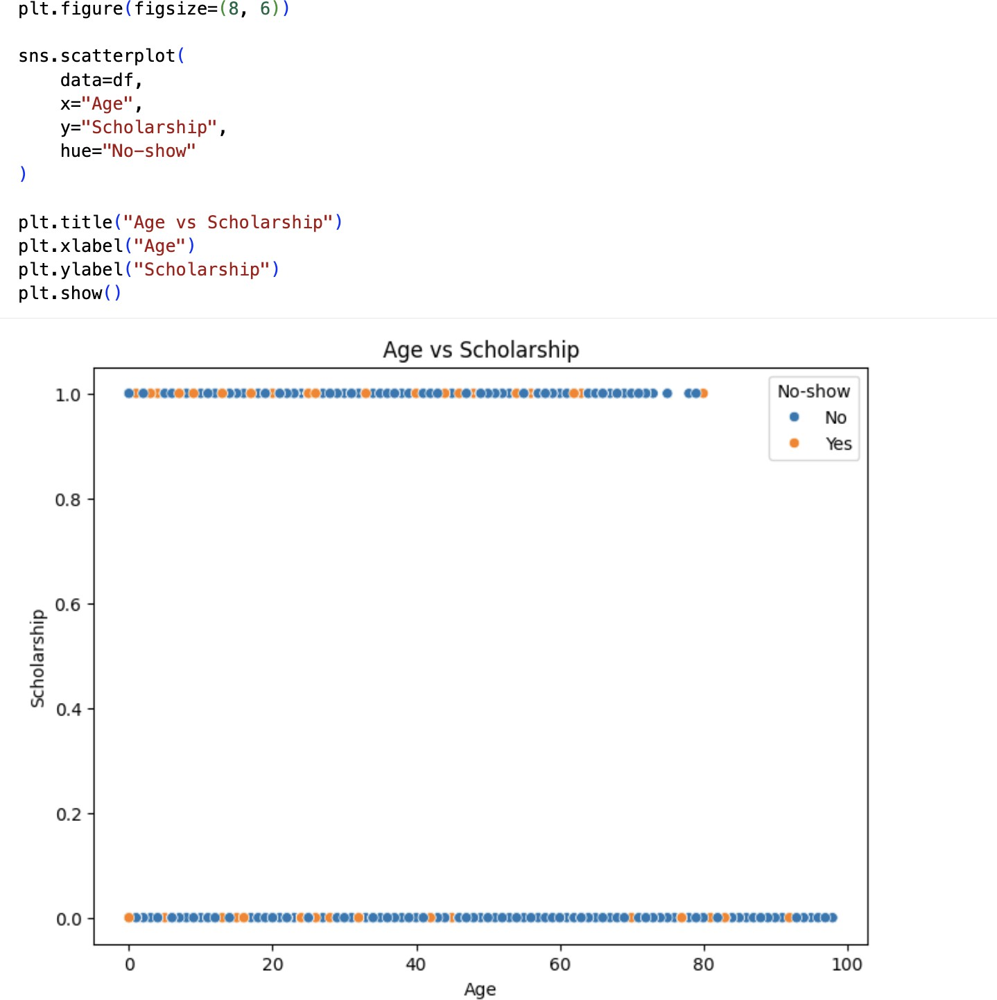 plt.figure(figsize=(8, 6))
sns.scatterplot(
    data=df,
    x="Age",
    y="Scholarship",
    hue="No-show"
)
plt.title("Age vs Scholarship")
plt.xlabel("Age")
plt.ylabel("Scholarship")
plt.show()
Age vs Scholarship
No-show
No
Yes
1.0
0.8
0.6
0.4
0.2
0.0
Scholarship
0 20 40 60 80 100
Age